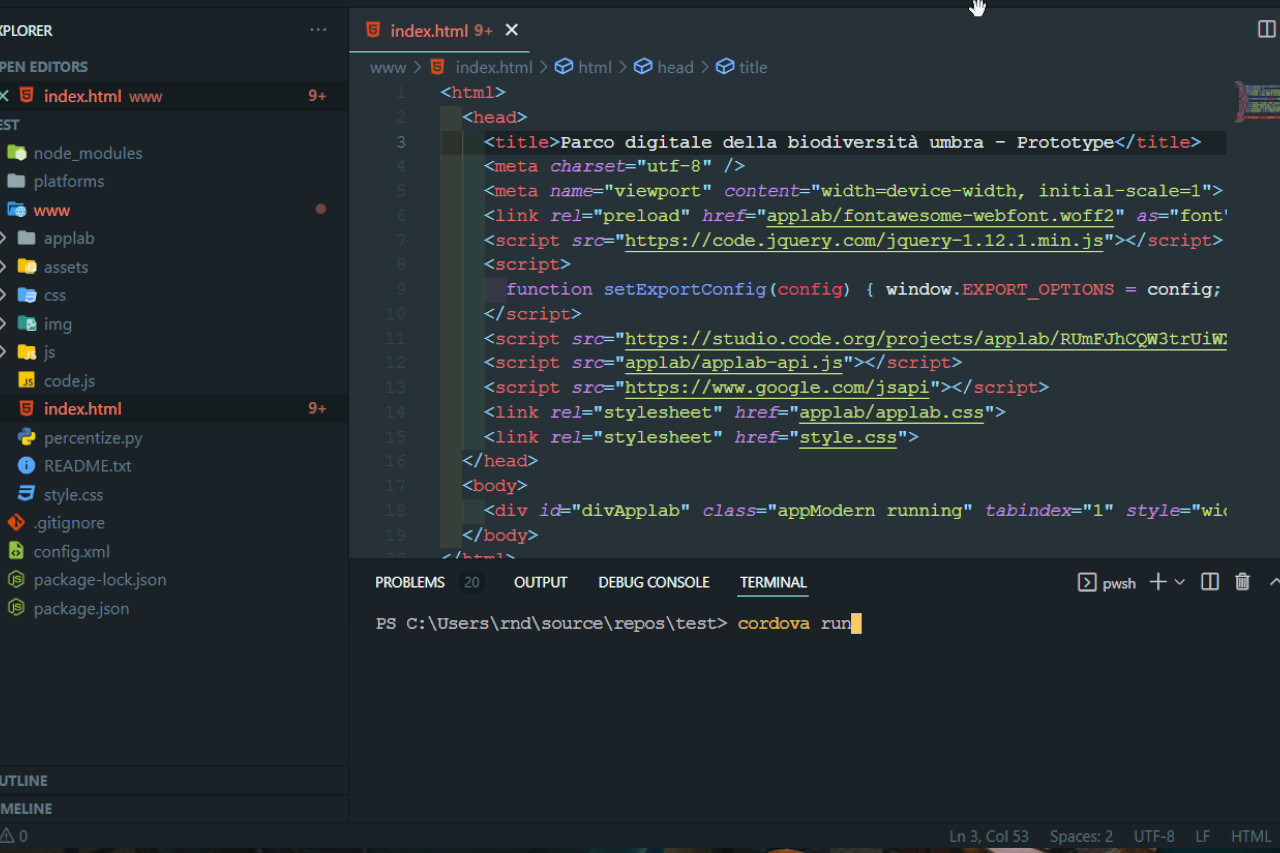 XPLORER
PEN EDITORS
index.html www 9+
EST
node_modules
platforms
www
applab
assets
css
img
js
code.js
index.html 9+
percentize.py
README.txt
style.css
.gitignore
config.xml
package-lock.json
package.json
UTLINE
MELINE
0
index.html 9+
www > index.html > html > head > title
1 <html>
2 <head>
3 <title>Parco digitale della biodiversità umbra - Prototype</title>
4 <meta charset="utf-8" />
5 <meta name="viewport" content="width=device-width, initial-scale=1">
6 <link rel="preload" href="applab/fontawesome-webfont.woff2" as="font"
7 <script src="https://code.jquery.com/jquery-1.12.1.min.js"></script>
8 <script>
9 function setExportConfig(config) { window.EXPORT_OPTIONS = config;
10 </script>
11 <script src="https://studio.code.org/projects/applab/RUmFJhCQW3trUiW
12 <script src="applab/applab-api.js"></script>
13 <script src="https://www.google.com/jsapi"></script>
14 <link rel="stylesheet" href="applab/applab.css">
15 <link rel="stylesheet" href="style.css">
16 </head>
17 <body>
18 <div id="divApplab" class="appModern running" tabindex="1" style="wid
19 </body>
20 </html>
PROBLEMS 20 OUTPUT DEBUG CONSOLE TERMINAL pwsh
PS C:\Users\rnd\source\repos\test> cordova run
Ln 3, Col 53 Spaces: 2 UTF-8 LF HTML